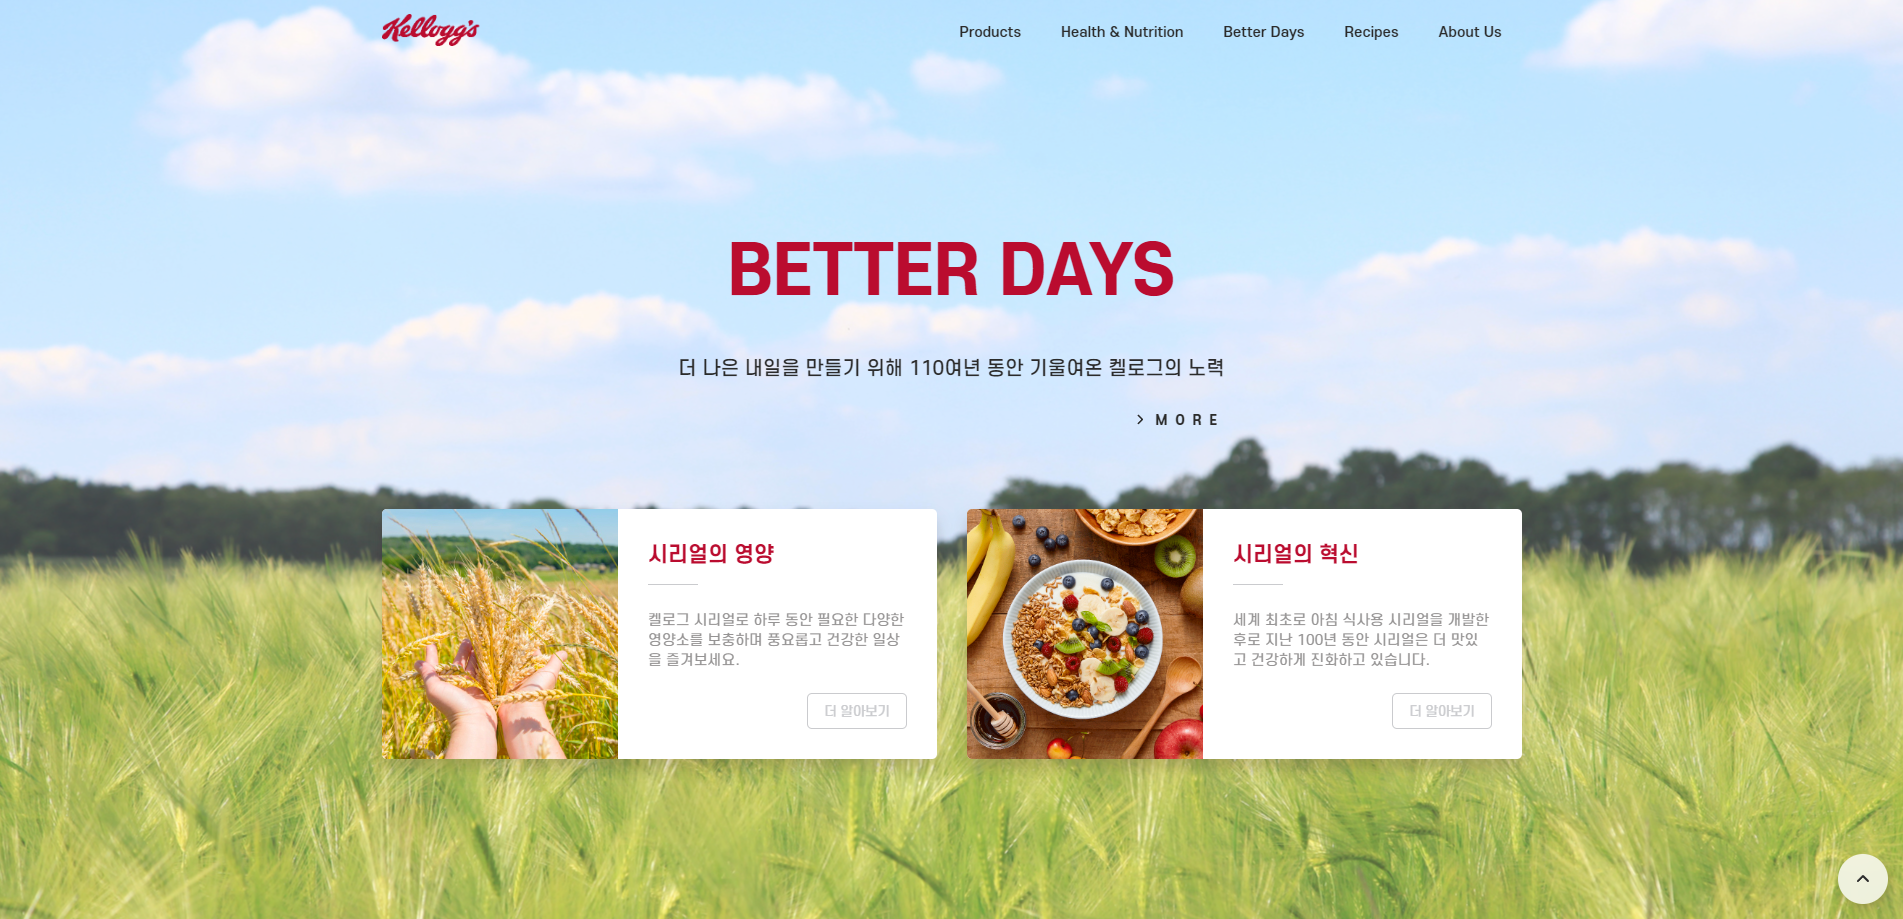 Kellogg's
Products
Health & Nutrition
Better Days
Recipes
About Us
BETTER DAYS
더 나은 내일을 만들기 위해 110여년 동안 기울여온 켈로그의 노력
MORE
시리얼의 영양
켈로그 시리얼로 하루 동안 필요한 다양한
영양소를 보충하며 풍요롭고 건강한 일상
을 즐겨보세요.
더 알아보기
시리얼의 혁신
세계 최초로 아침 식사용 시리얼을 개발한
후로 지난 100년 동안 시리얼은 더 맛있
고 건강하게 진화하고 있습니다.
더 알아보기